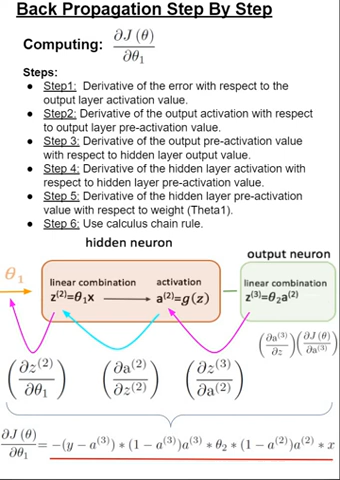 Back Propagation Step By Step
Computing: ∂J (θ) / ∂θ₁
Steps:
● Step1: Derivative of the error with respect to the
output layer activation value.
● Step2: Derivative of the output activation with respect
to output layer pre-activation value.
● Step 3: Derivative of the output pre-activation value
with respect to hidden layer output value.
● Step 4: Derivative of the hidden layer activation with
respect to hidden layer pre-activation value.
● Step 5: Derivative of the hidden layer pre-activation
value with respect to weight (Theta1).
● Step 6: Use calculus chain rule.
hidden neuron
output neuron
θ₁
linear combination
z⁽²⁾=θ₁x
activation
a⁽²⁾=g(z)
linear combination
z⁽³⁾=θ₂a⁽²⁾
(∂a⁽³⁾ / ∂z) (∂J(θ) / ∂a⁽³⁾)
(∂z⁽²⁾ / ∂θ₁) (∂a⁽²⁾ / ∂z⁽²⁾) (∂z⁽³⁾ / ∂a⁽²⁾)
∂J (θ) / ∂θ₁ = −(y − a⁽³⁾) * (1 − a⁽³⁾)a⁽³⁾ * θ₂ * (1 − a⁽²⁾)a⁽²⁾ * x